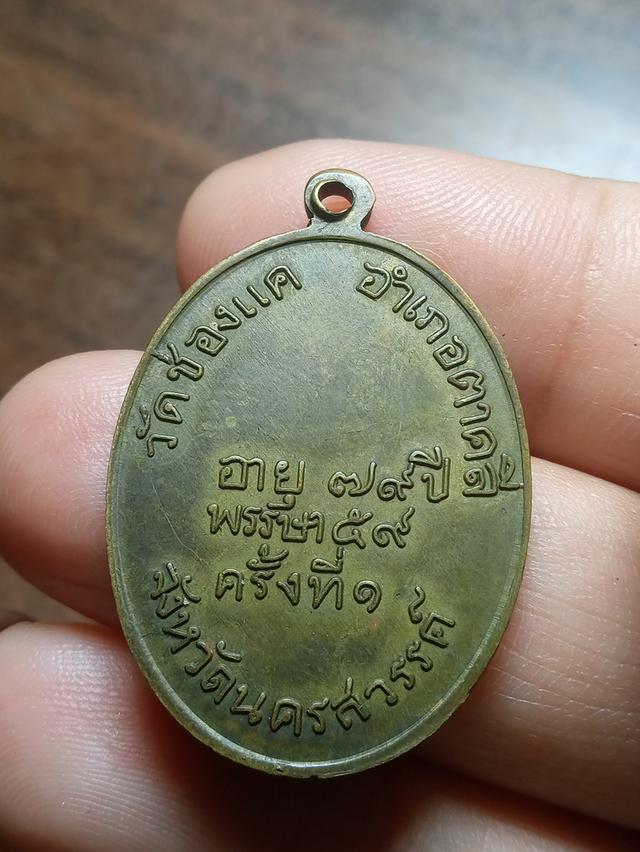 วัดช่องแค อำเภอตาคลี
อายุ ๗๙ปี
พรรษา ๕๙
ครั้งที่ ๑
จังหวัดนครสวรรค์